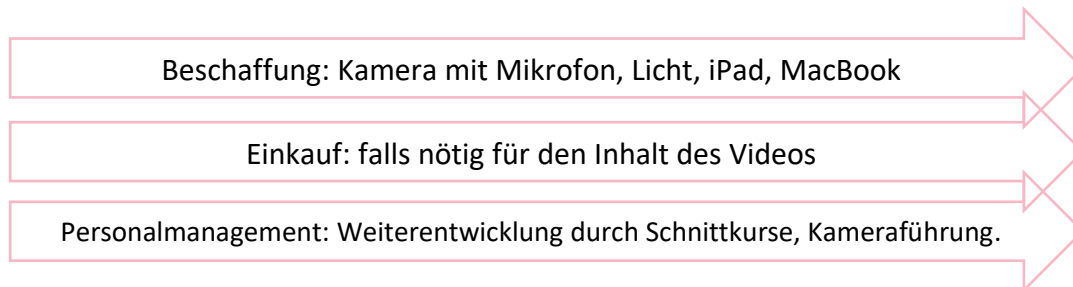 Beschaffung: Kamera mit Mikrofon, Licht, iPad, MacBook
Einkauf: falls nötig für den Inhalt des Videos
Personalmanagement: Weiterentwicklung durch Schnittkurse, Kameraführung.